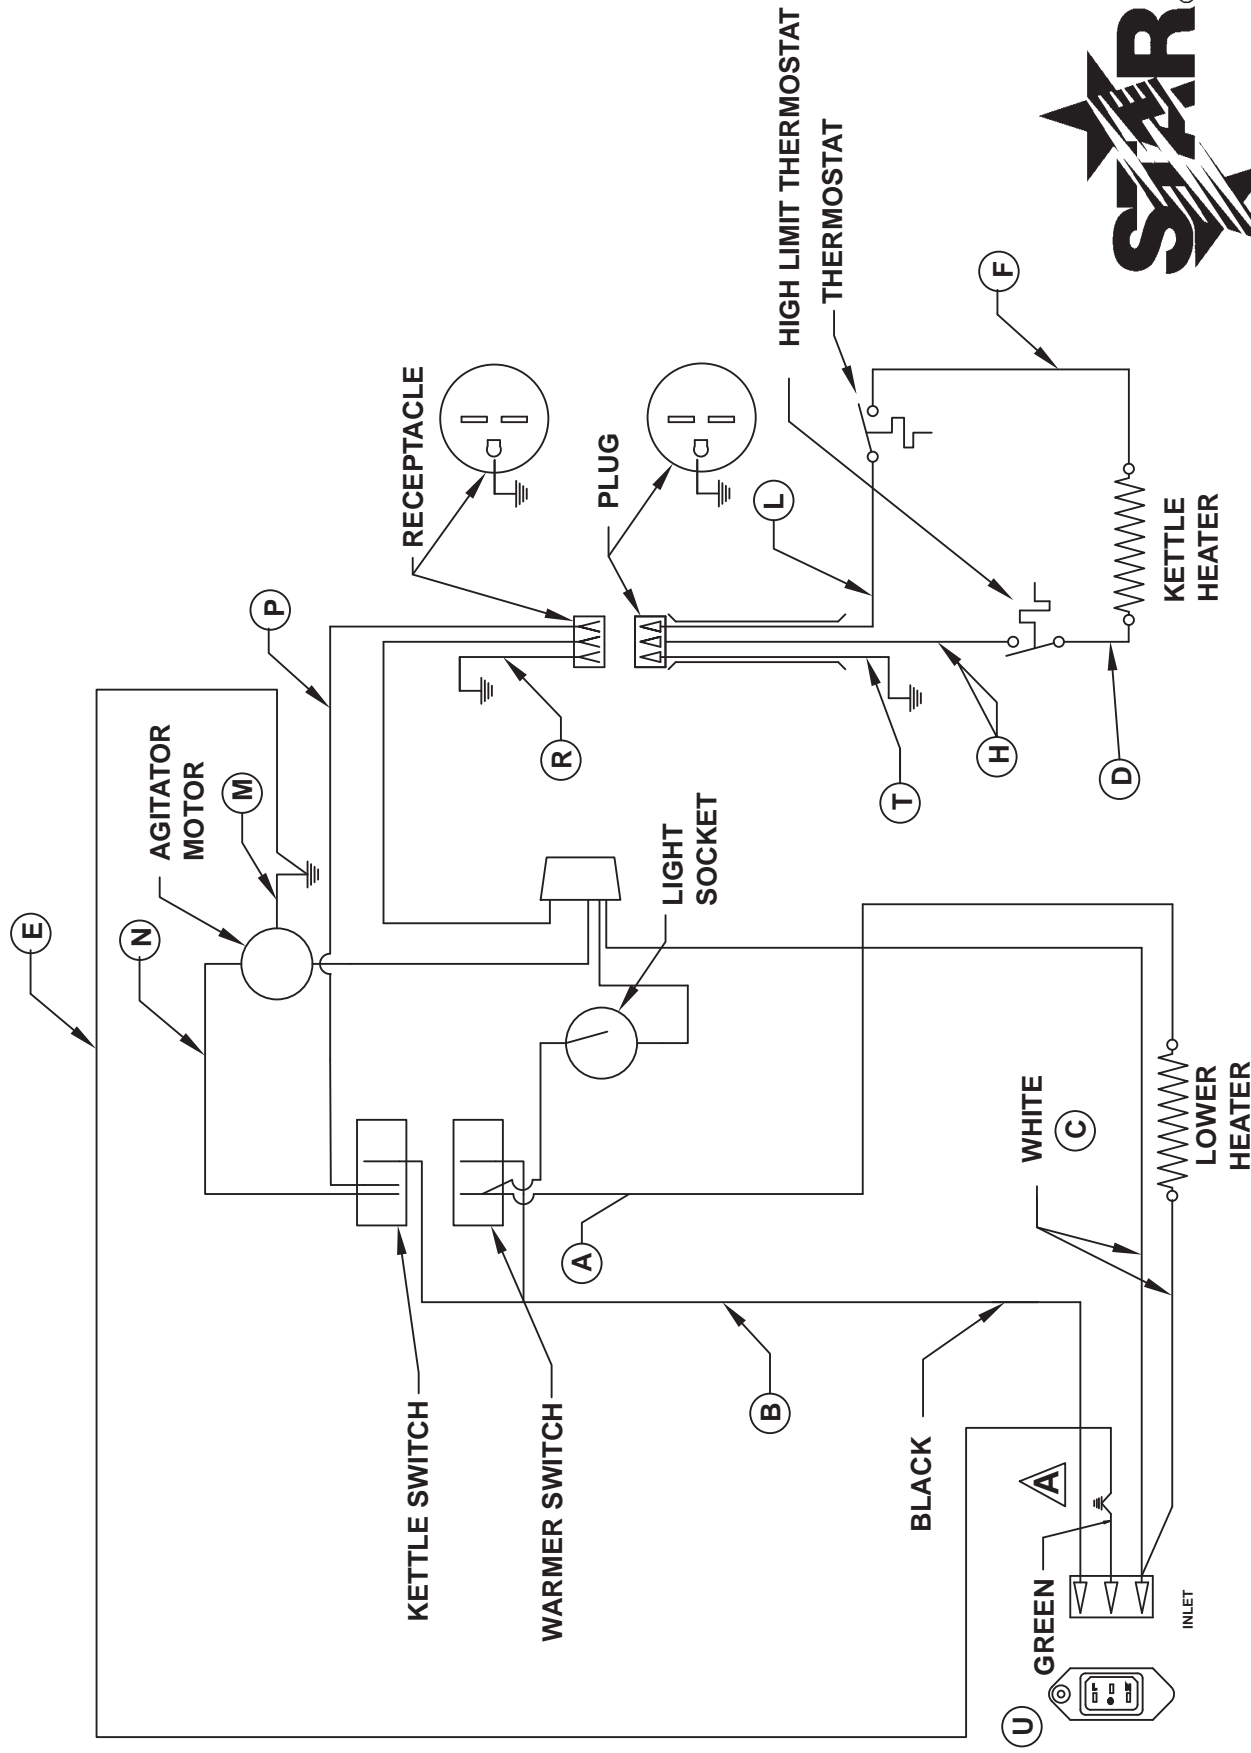 E
N
AGITATOR
MOTOR
M
P
KETTLE SWITCH
RECEPTACLE
WARMER SWITCH
R
A
PLUG
LIGHT
SOCKET
B
L
HIGH LIMIT THERMOSTAT
THERMOSTAT
T
BLACK
H
F
U
GREEN
A
WHITE
C
D
KETTLE
HEATER
INLET
LOWER
HEATER
STAR®